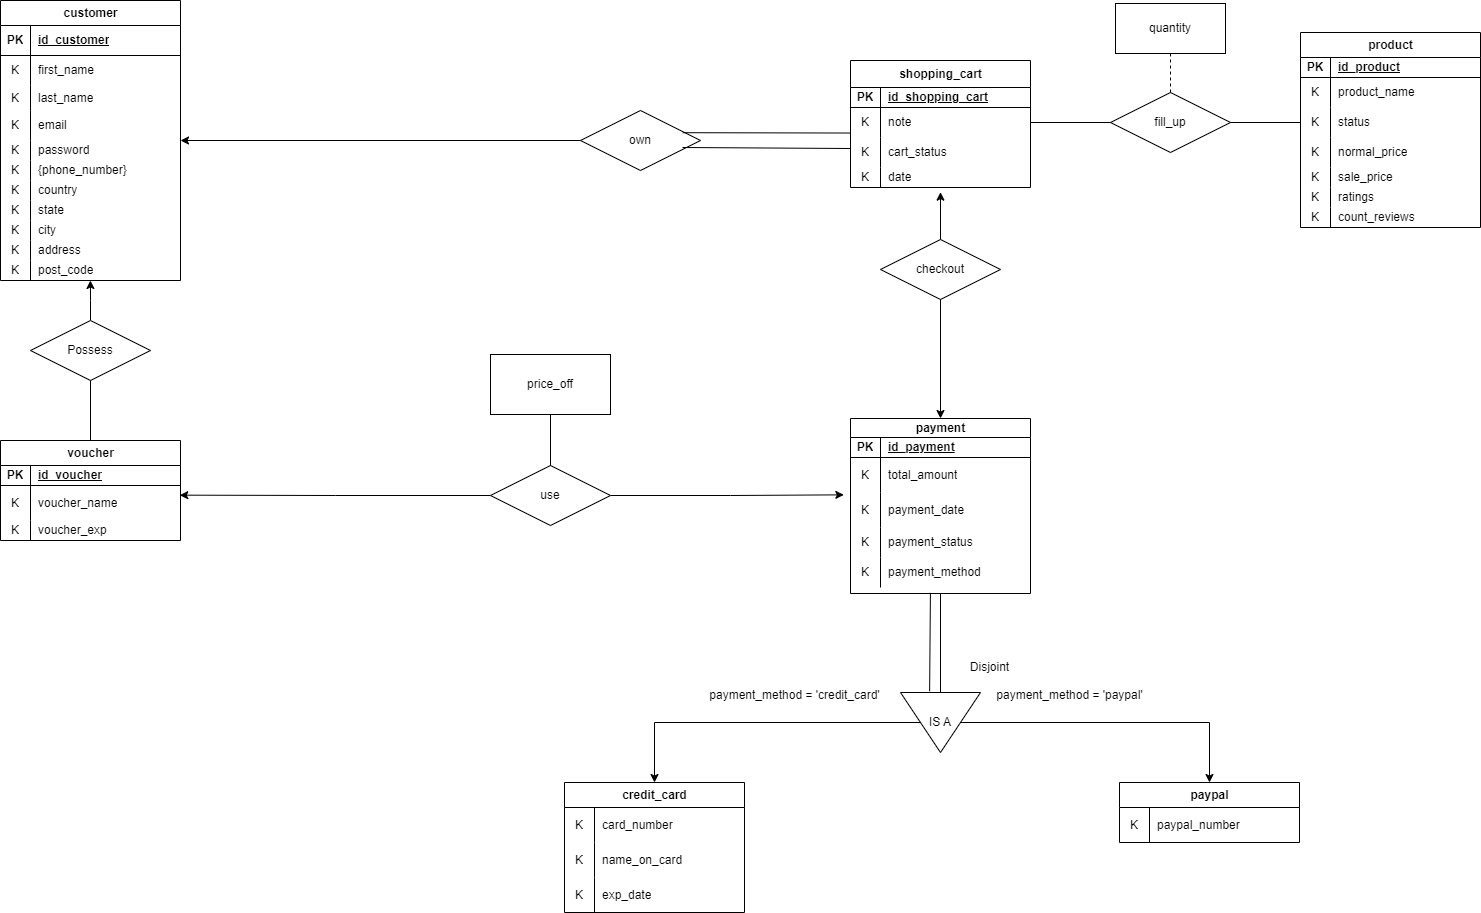 customer
PK id_customer
K first_name
K last_name
K email
K password
K {phone_number}
K country
K state
K city
K address
K post_code
own
shopping_cart
PK id_shopping_cart
K note
K cart_status
K date
quantity
fill_up
product
PK id_product
K product_name
K status
K normal_price
K sale_price
K ratings
K count_reviews
checkout
Possess
price_off
use
voucher
PK id_voucher
K voucher_name
K voucher_exp
payment
PK id_payment
K total_amount
K payment_date
K payment_status
K payment_method
Disjoint
payment_method = 'credit_card'
payment_method = 'paypal'
IS A
credit_card
K card_number
K name_on_card
K exp_date
paypal
K paypal_number